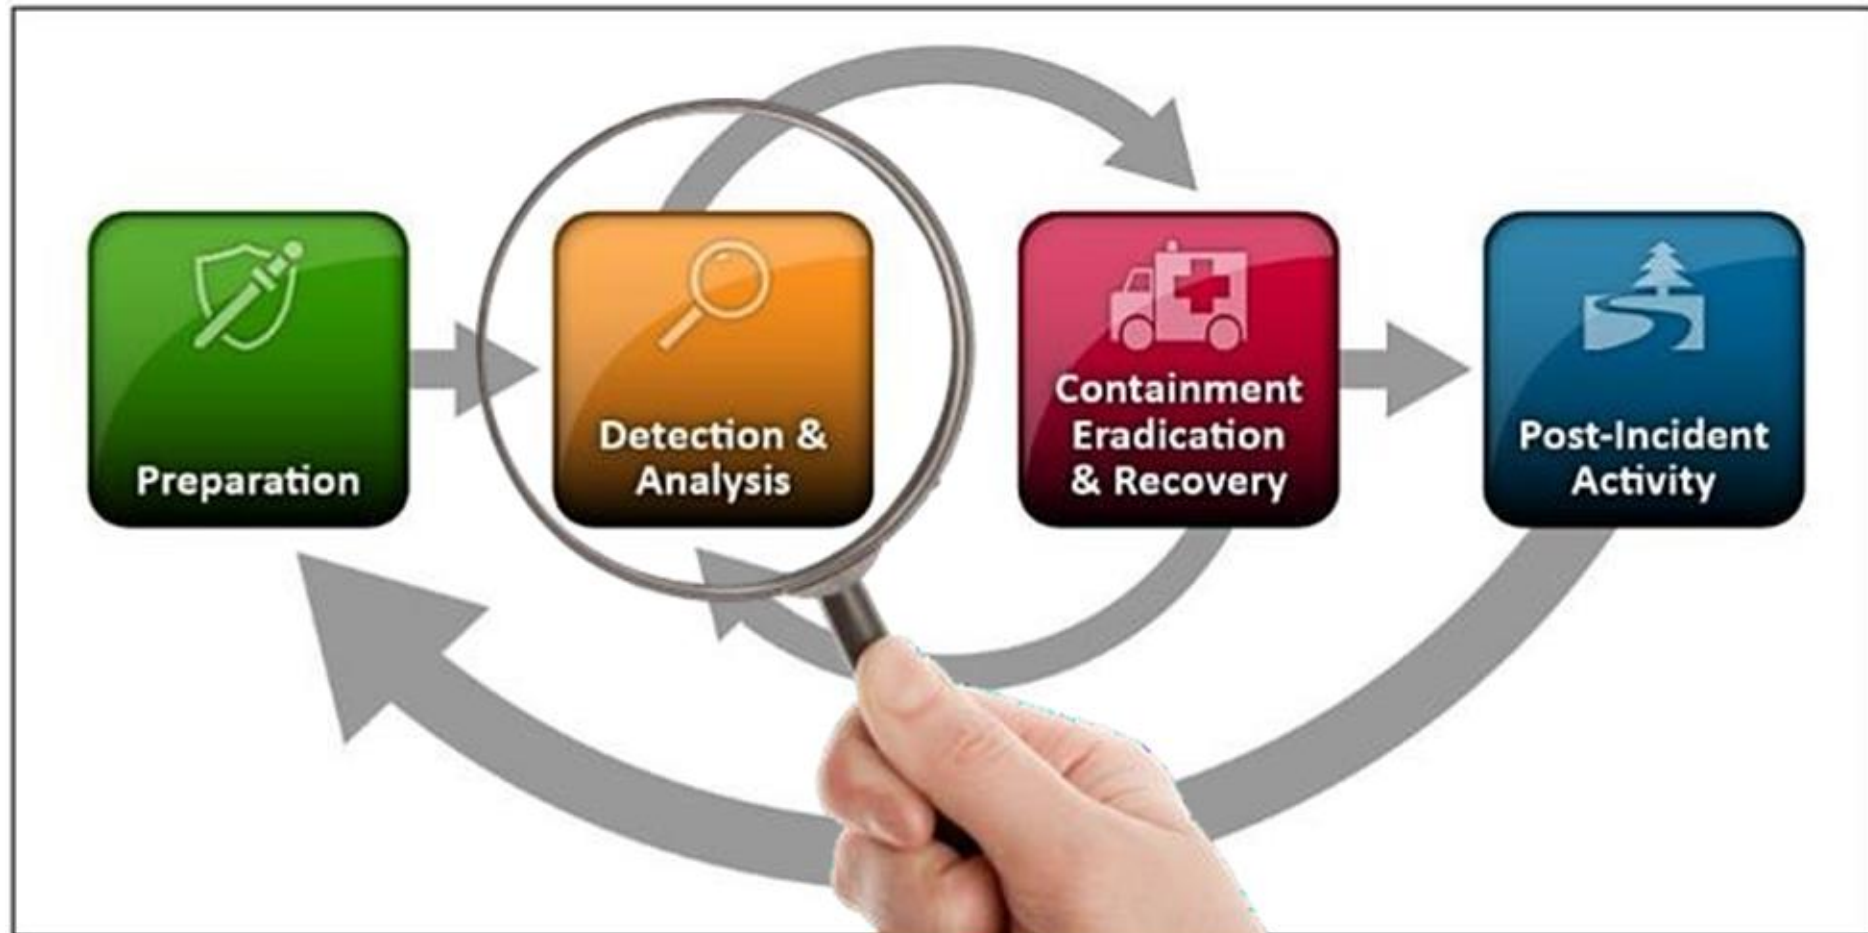 Preparation
Detection &
Analysis
Containment
Eradication
& Recovery
Post-Incident
Activity